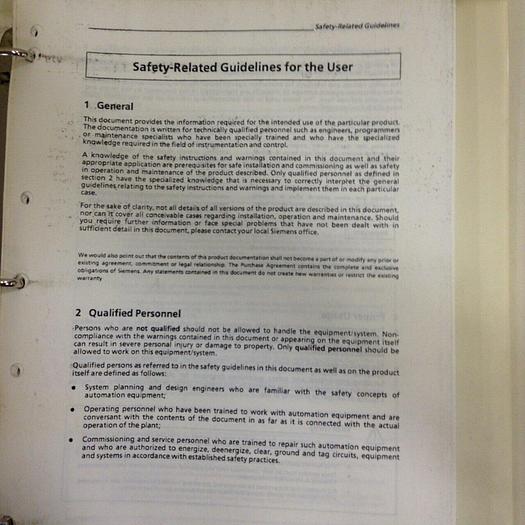 Safety-Related Guidelines
Safety-Related Guidelines for the User
1 General
This document provides the information required for the intended use of the particular product.
The documentation is written for technically qualified personnel such as engineers, programmers
or maintenance specialists who have been specially trained and who have the specialized
knowledge required in the field of instrumentation and control.
A knowledge of the safety instructions and warnings contained in this document and their
appropriate application are prerequisites for safe installation and commissioning as well as safety
in operation and maintenance of the product described. Only qualified personnel as defined in
section 2 have the specialized knowledge that is necessary to correctly interpret the general
guidelines relating to the safety instructions and warnings and implement them in each particular
case.
For the sake of clarity, not all details of all versions of the product are described in this document,
nor can it cover all conceivable cases regarding installation, operation and maintenance. Should
you require further information or face special problems that have not been dealt with in
sufficient detail in this document, please contact your local Siemens office.
We would also point out that the contents of this product documentation shall not become a part of or modify any prior or
existing agreement, commitment or legal relationship. The Purchase Agreement contains the complete and exclusive
obligations of Siemens. Any statements contained in this document do not create new warranties or restrict the existing
warranty
2 Qualified Personnel
Persons who are not qualified should not be allowed to handle the equipment/system. Non-
compliance with the warnings contained in this document or appearing on the equipment itself
can result in severe personal injury or damage to property. Only qualified personnel should be
allowed to work on this equipment/system.
Qualified persons as referred to in the safety guidelines in this document as well as on the product
itself are defined as follows:
● System planning and design engineers who are familiar with the safety concepts of
automation equipment;
● Operating personnel who have been trained to work with automation equipment and are
conversant with the contents of the document in as far as it is connected with the actual
operation of the plant;
● Commissioning and service personnel who are trained to repair such automation equipment
and who are authorized to energize, deenergize, clear, ground and tag circuits, equipment
and systems in accordance with established safety practices.